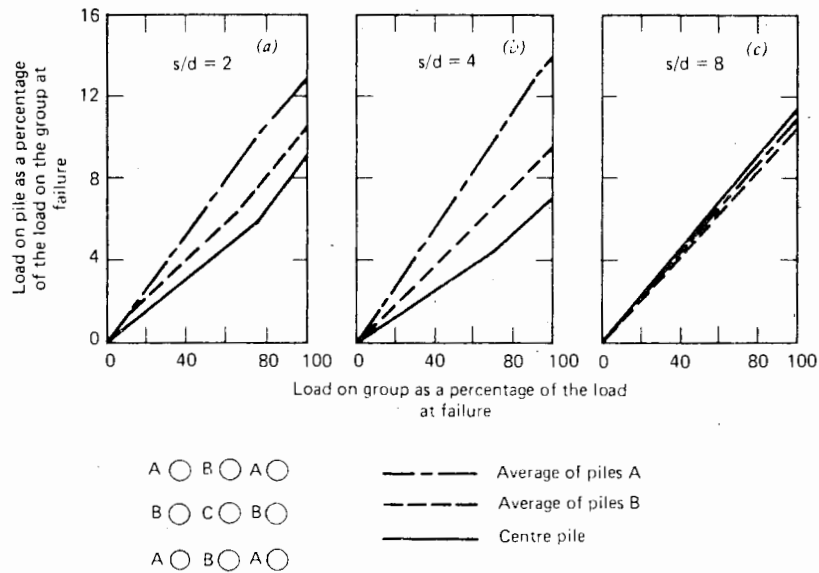 Load on pile as a percentage
of the load on the group at
failure
16
12
8
4
0
(a)
s/d = 2
0 40 80 100
(b)
s/d = 4
0 40 80 100
(c)
s/d = 8
0 40 80 100
Load on group as a percentage of the load
at failure
A B A
B C B
A B A
Average of piles A
Average of piles B
Centre pile